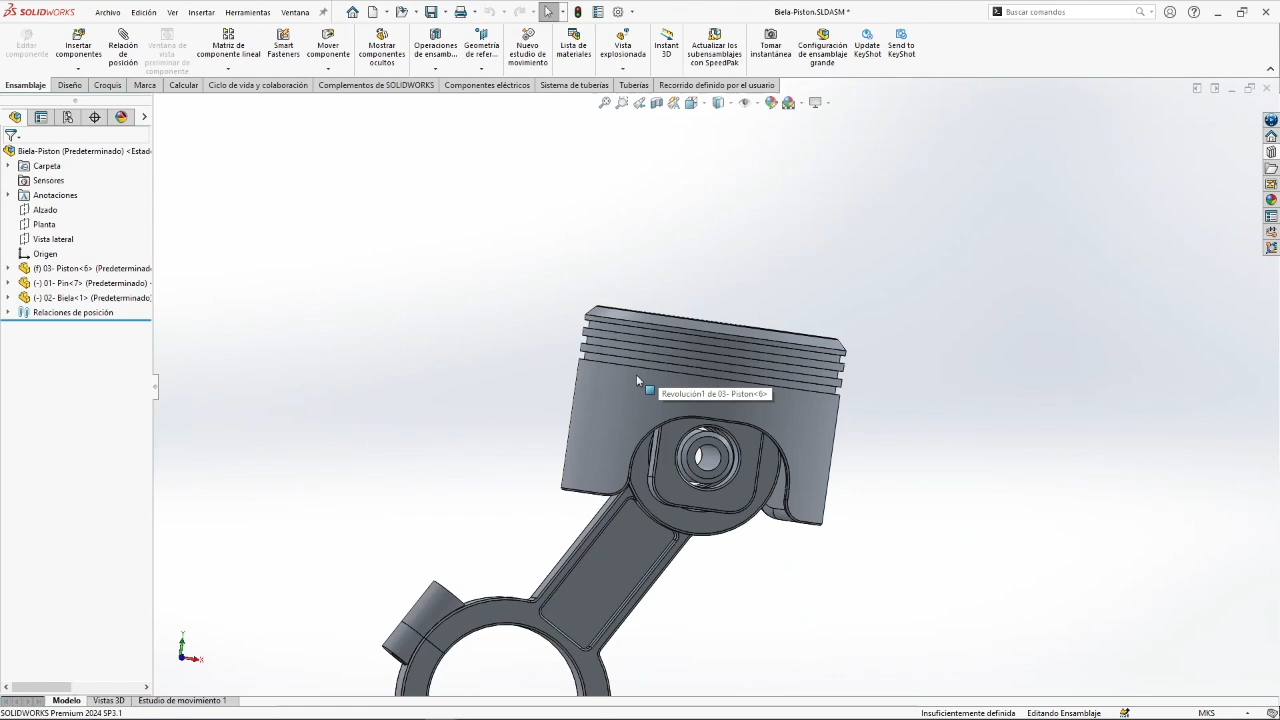 SOLIDWORKS
Archivo Edición Ver Insertar Herramientas Ventana
Biela-Piston.SLDASM *
Buscar comandos
Editar componente
Insertar componentes
Relación de posición
Ventana de vista preliminar de componente
Matriz de componente lineal
Smart Fasteners
Mover componente
Mostrar componentes ocultos
Operaciones de ensamb...
Geometría de refer...
Nuevo estudio de movimiento
Lista de materiales
Vista explosionada
Instant 3D
Actualizar los subensamblajes con SpeedPak
Tomar instantánea
Configuración de ensamblaje grande
Update KeyShot
Send to KeyShot
Ensamblaje Diseño Croquis Marca Calcular Ciclo de vida y colaboración Complementos de SOLIDWORKS Componentes eléctricos Sistema de tuberías Tuberías Recorrido definido por el usuario
Biela-Piston (Predeterminado) <Estad
Carpeta
Sensores
Anotaciones
Alzado
Planta
Vista lateral
Origen
(f) 03- Piston<6> (Predeterminad
(-) 01- Pin<7> (Predeterminado) -
(-) 02- Biela<1> (Predeterminado)
Relaciones de posición
Revolución1 de 03- Piston<6>
Y
X
Modelo Vistas 3D Estudio de movimiento 1
SOLIDWORKS Premium 2024 SP3.1
Insuficientemente definida Editando Ensamblaje MKS